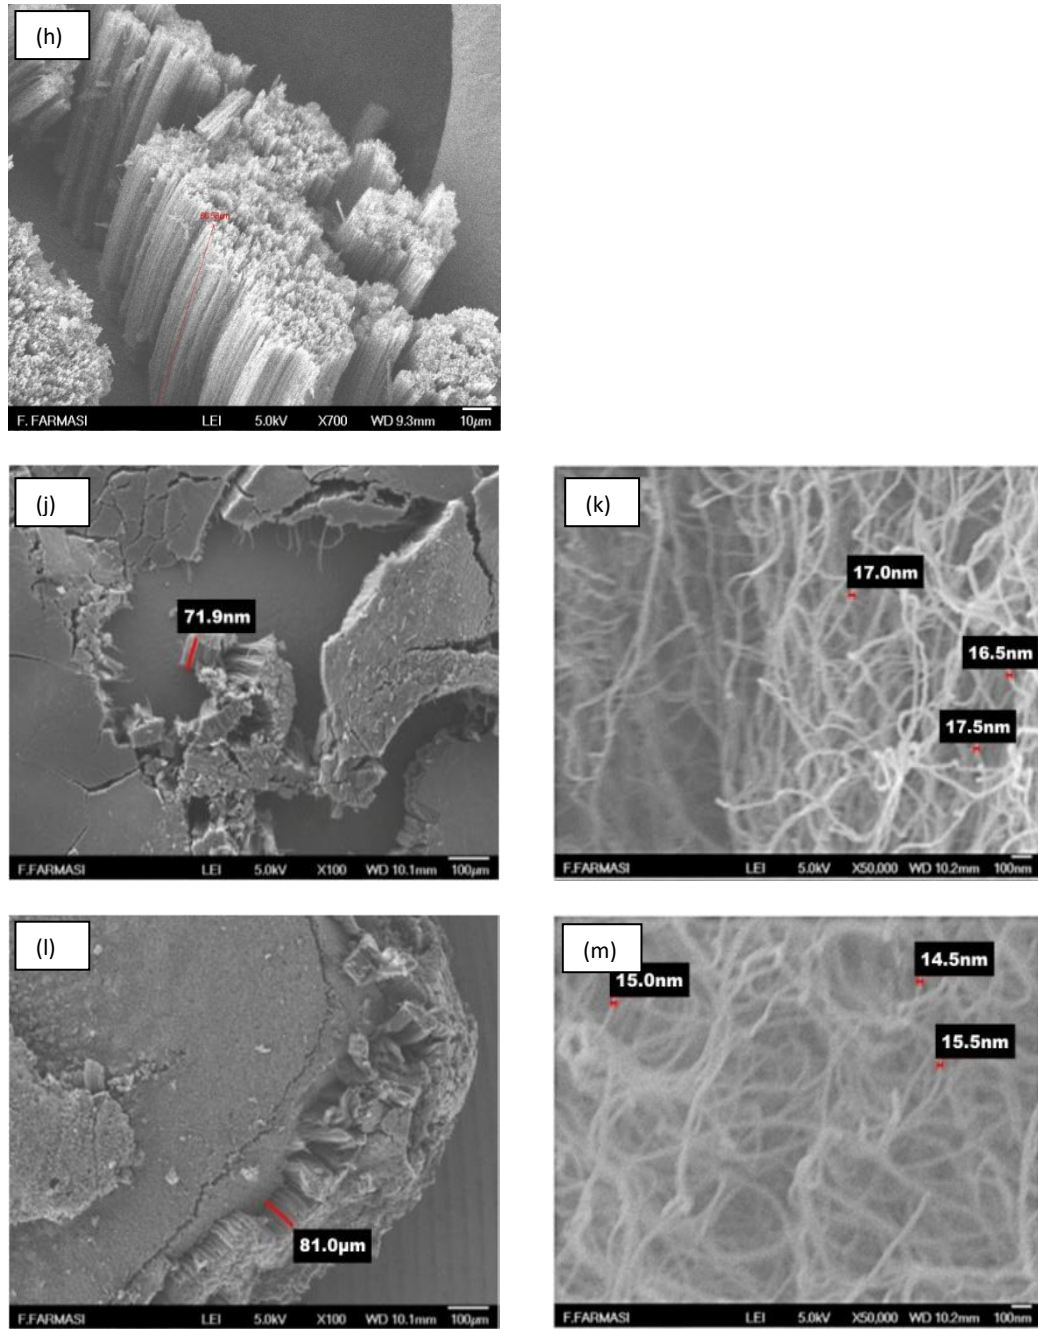 (h)
F. FARMASI LEI 5.0kV X700 WD 9.3mm 10µm
(j)
71.9nm
F.FARMASI LEI 5.0kV X100 WD 10.1mm 100µm
(k)
17.0nm
16.5nm
17.5nm
F.FARMASI LEI 5.0kV X50,000 WD 10.2mm 100nm
(l)
81.0µm
F.FARMASI LEI 5.0kV X100 WD 10.1mm 100µm
(m)
15.0nm
14.5nm
15.5nm
F.FARMASI LEI 5.0kV X50,000 WD 10.2mm 100nm